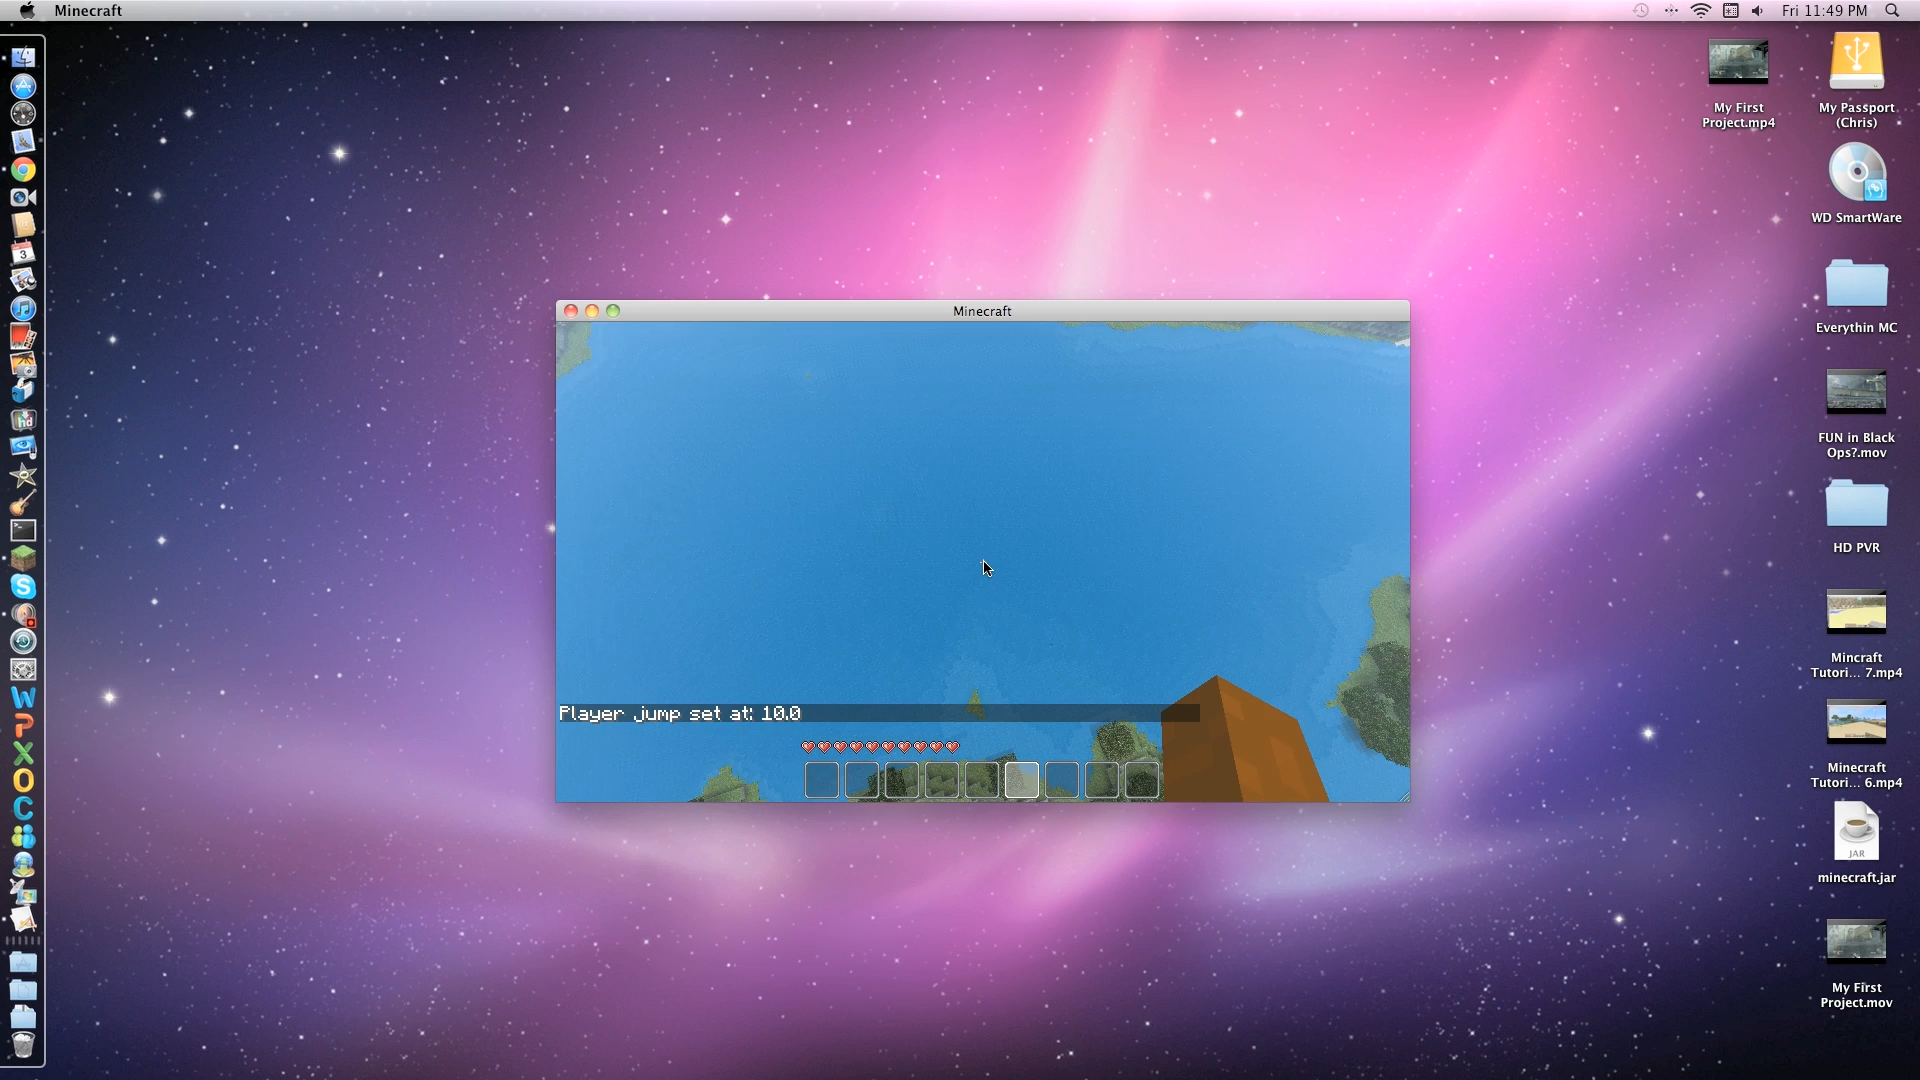 Minecraft
Fri 11:49 PM
My First
Project.mp4
My Passport
(Chris)
WD SmartWare
Everythin MC
FUN in Black
Ops?.mov
HD PVR
Mincraft
Tutori... 7.mp4
Minecraft
Tutori... 6.mp4
JAR
minecraft.jar
My First
Project.mov
Minecraft
Player jump set at: 10.0
3
hd
W
P
X
O
C